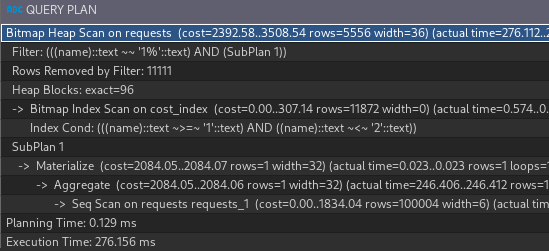 ABC QUERY PLAN
Bitmap Heap Scan on requests (cost=2392.58..3508.54 rows=5556 width=36) (actual time=276.112..2
Filter: (((name)::text ~~ '1%'::text) AND (SubPlan 1))
Rows Removed by Filter: 11111
Heap Blocks: exact=96
-> Bitmap Index Scan on cost_index (cost=0.00..307.14 rows=11872 width=0) (actual time=0.574..0.
Index Cond: (((name)::text ~>=~ '1'::text) AND ((name)::text ~<~ '2'::text))
SubPlan 1
-> Materialize (cost=2084.05..2084.07 rows=1 width=32) (actual time=0.023..0.023 rows=1 loops=1
-> Aggregate (cost=2084.05..2084.06 rows=1 width=32) (actual time=246.406..246.412 rows=1
-> Seq Scan on requests requests_1 (cost=0.00..1834.04 rows=100004 width=6) (actual tim
Planning Time: 0.129 ms
Execution Time: 276.156 ms